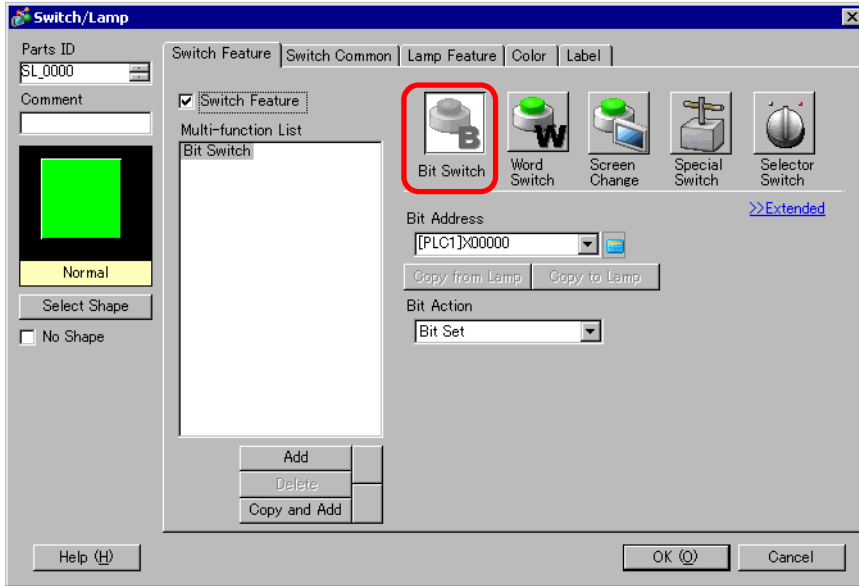 Switch/Lamp
Parts ID
SL_0000
Comment
Normal
Select Shape
No Shape
Switch Feature
Switch Common
Lamp Feature
Color
Label
Switch Feature
Multi-function List
Bit Switch
Add
Delete
Copy and Add
B
Bit Switch
W
Word
Switch
Screen
Change
Special
Switch
Selector
Switch
>>Extended
Bit Address
[PLC1]X00000
Copy from Lamp
Copy to Lamp
Bit Action
Bit Set
Help (H)
OK (O)
Cancel